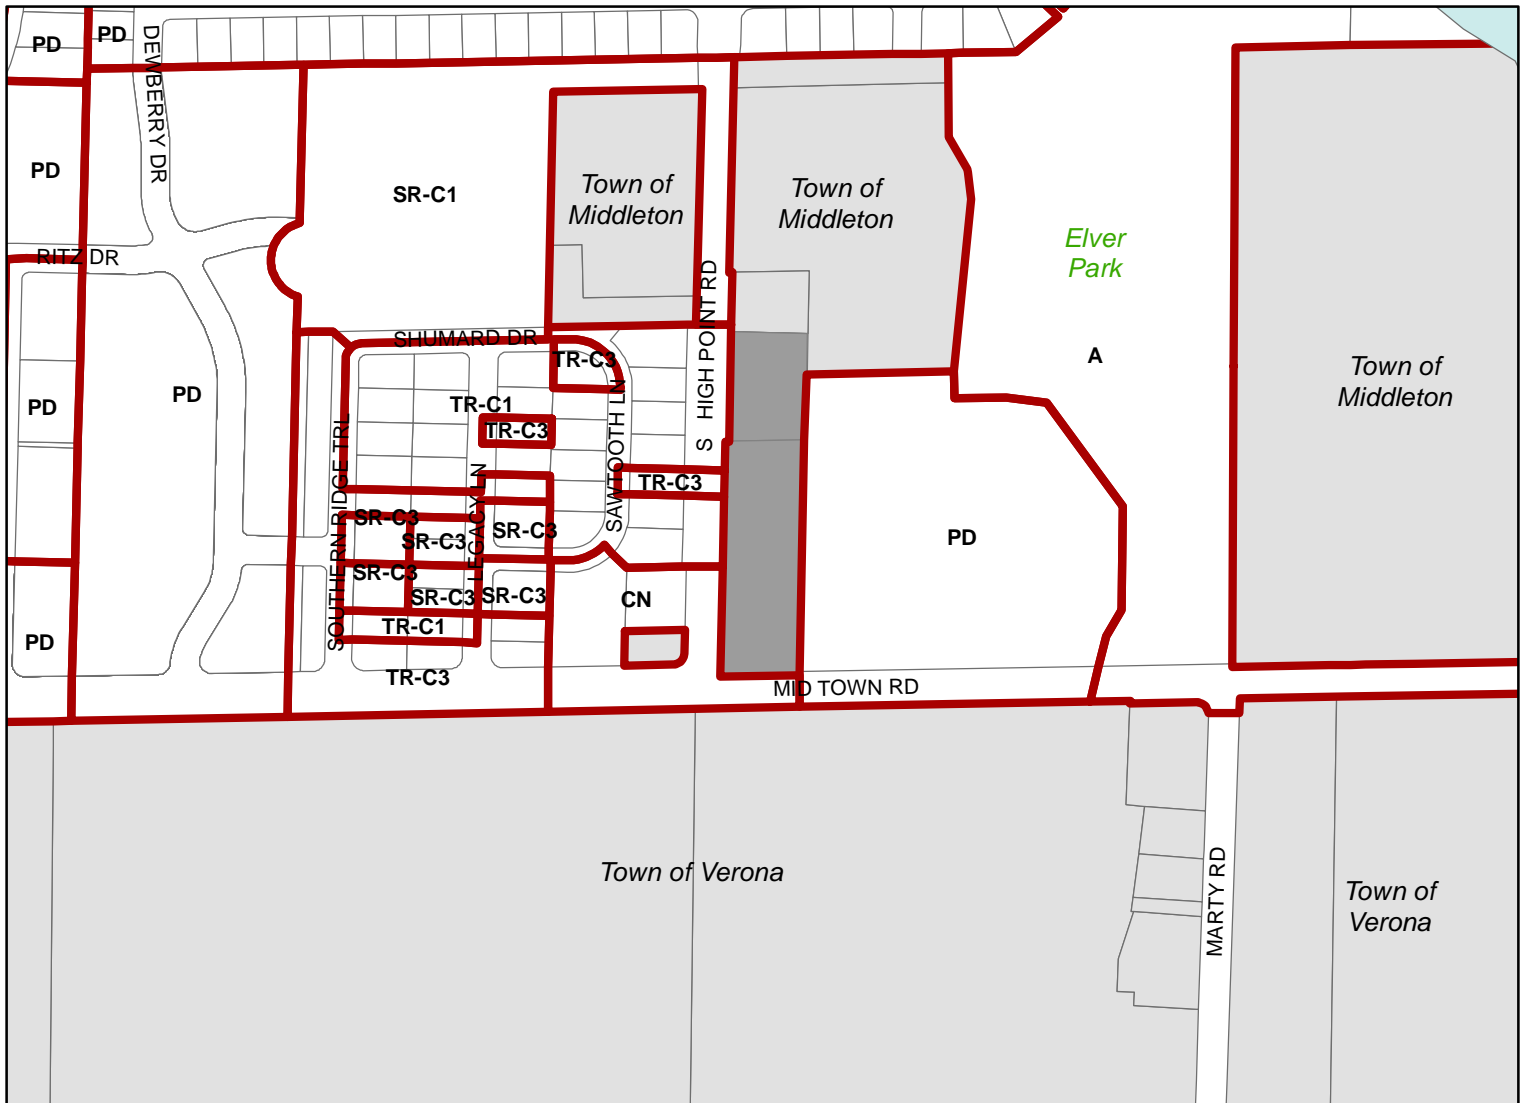 PD
PD
DEWBERRY DR
PD
SR-C1
Town of
Middleton
Town of
Middleton
Elver
Park
RITZ DR
S HIGH POINT RD
SHUMARD DR
TR-C3
A
Town of
Middleton
PD
PD
TR-C1
TR-C3
SAWTOOTH LN
SOUTHERN RIDGE TRL
LEGACY LN
TR-C3
SR-C3
SR-C3
SR-C3
PD
SR-C3
SR-C3
SR-C3
CN
TR-C1
PD
TR-C3
MID TOWN RD
Town of Verona
MARTY RD
Town of
Verona